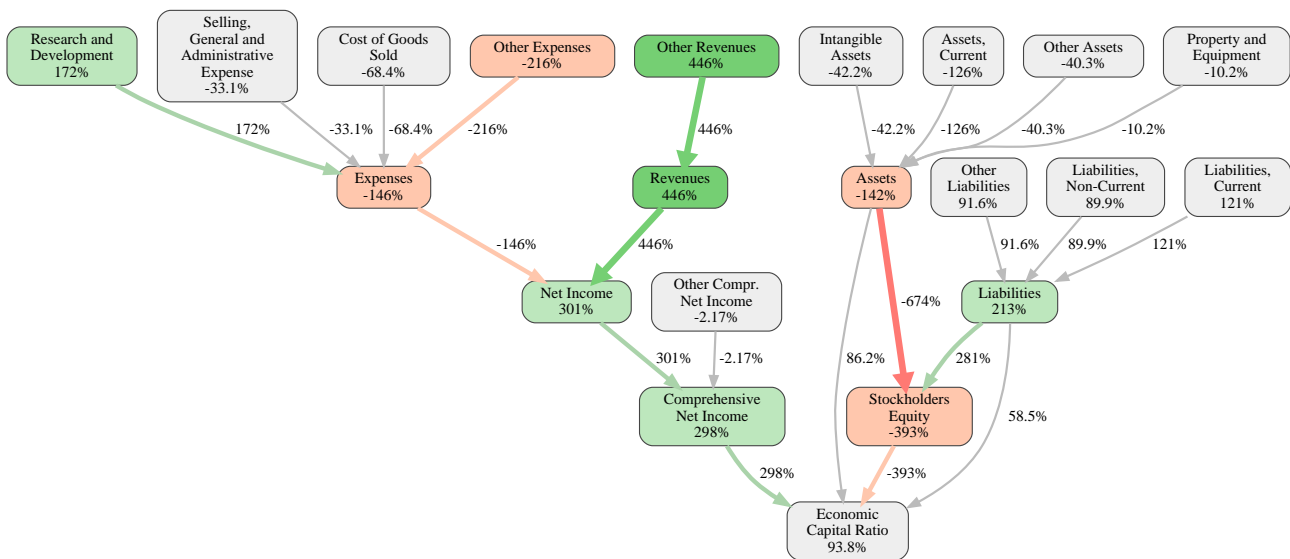 Research and
Development
172%
Selling,
General and
Administrative
Expense
-33.1%
Cost of Goods
Sold
-68.4%
Other Expenses
-216%
Other Revenues
446%
Intangible
Assets
-42.2%
Assets,
Current
-126%
Other Assets
-40.3%
Property and
Equipment
-10.2%
172%
-33.1%
-68.4%
-216%
446%
-42.2%
-126%
-40.3%
-10.2%
Expenses
-146%
Revenues
446%
Assets
-142%
Other
Liabilities
91.6%
Liabilities,
Non-Current
89.9%
Liabilities,
Current
121%
-146%
446%
91.6%
89.9%
121%
Net Income
301%
Other Compr.
Net Income
-2.17%
-674%
Liabilities
213%
301%
-2.17%
86.2%
281%
Comprehensive
Net Income
298%
Stockholders
Equity
-393%
58.5%
298%
-393%
Economic
Capital Ratio
93.8%